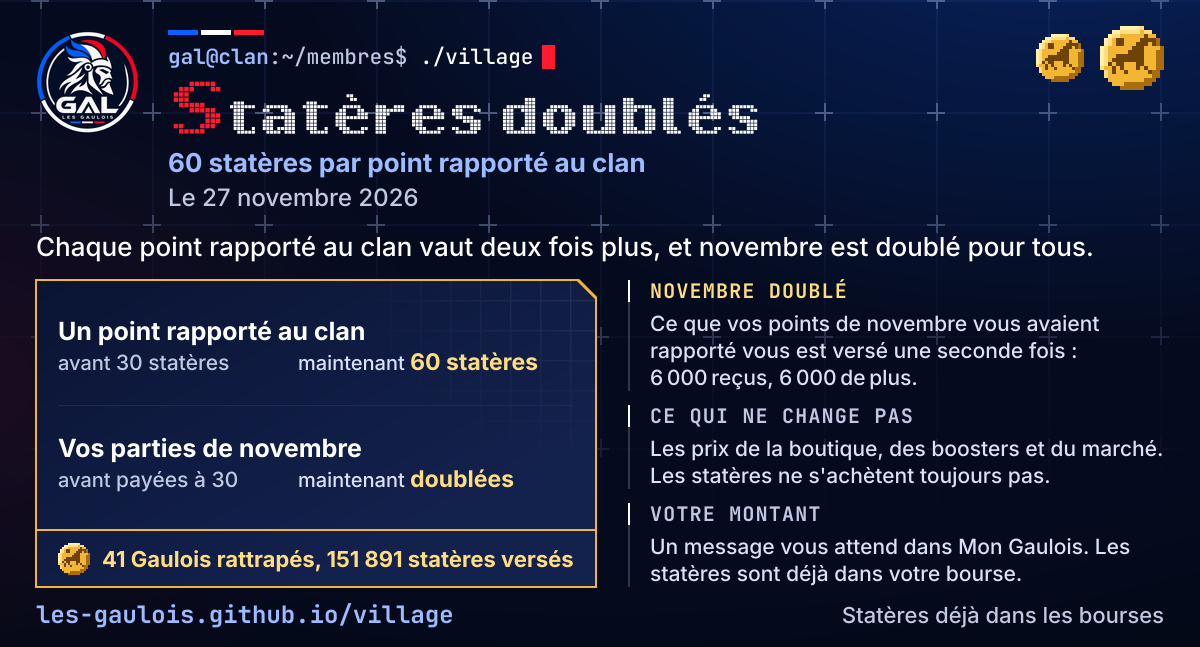 GAL
LES GAULOIS
gal@clan:~/membres$ ./village
Statères doublés
60 statères par point rapporté au clan
Le 27 novembre 2026
Chaque point rapporté au clan vaut deux fois plus, et novembre est doublé pour tous.
Un point rapporté au clan
avant 30 statères maintenant 60 statères
Vos parties de novembre
avant payées à 30 maintenant doublées
41 Gaulois rattrapés, 151 891 statères versés
NOVEMBRE DOUBLÉ
Ce que vos points de novembre vous avaient
rapporté vous est versé une seconde fois :
6 000 reçus, 6 000 de plus.
CE QUI NE CHANGE PAS
Les prix de la boutique, des boosters et du marché.
Les statères ne s'achètent toujours pas.
VOTRE MONTANT
Un message vous attend dans Mon Gaulois. Les
statères sont déjà dans votre bourse.
les-gaulois.github.io/village
Statères déjà dans les bourses